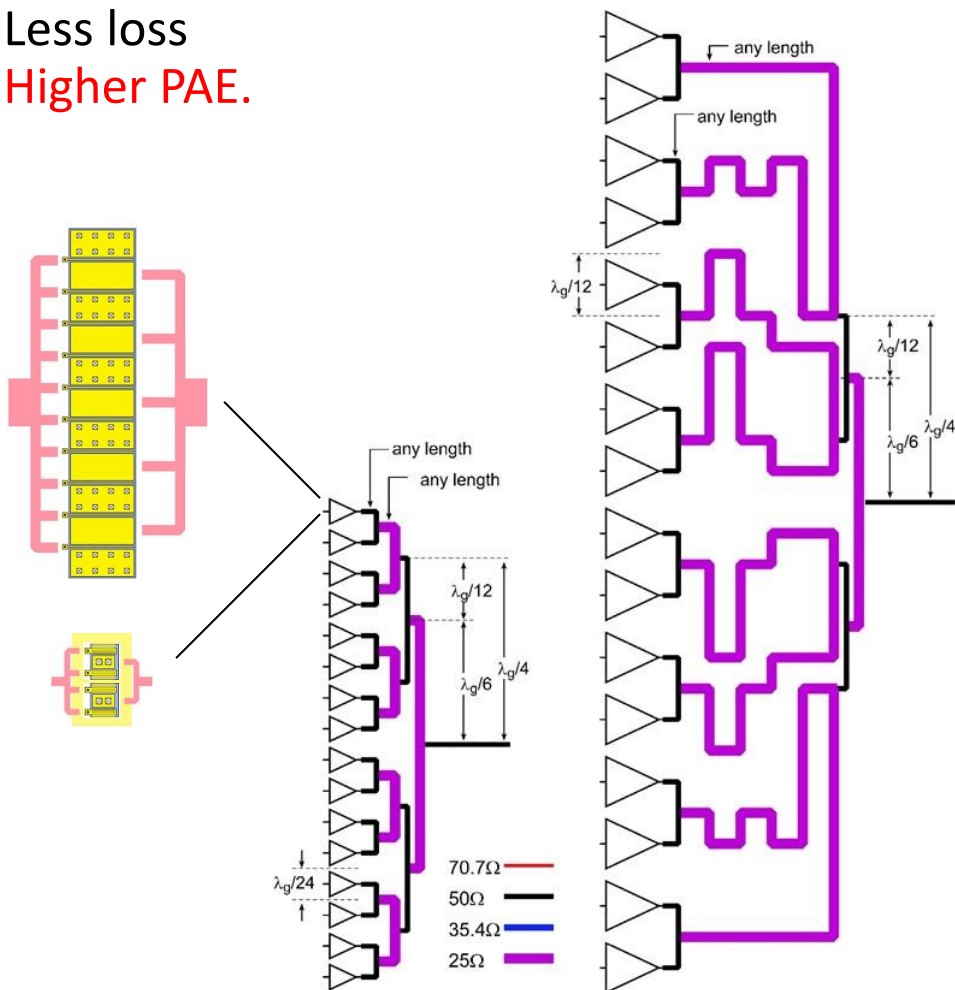 Less loss
Higher PAE.
any length
any length
λg/12
λg/12
λg/6
λg/4
any length
any length
λg/12
λg/6
λg/4
λg/24
70.7Ω
50Ω
35.4Ω
25Ω